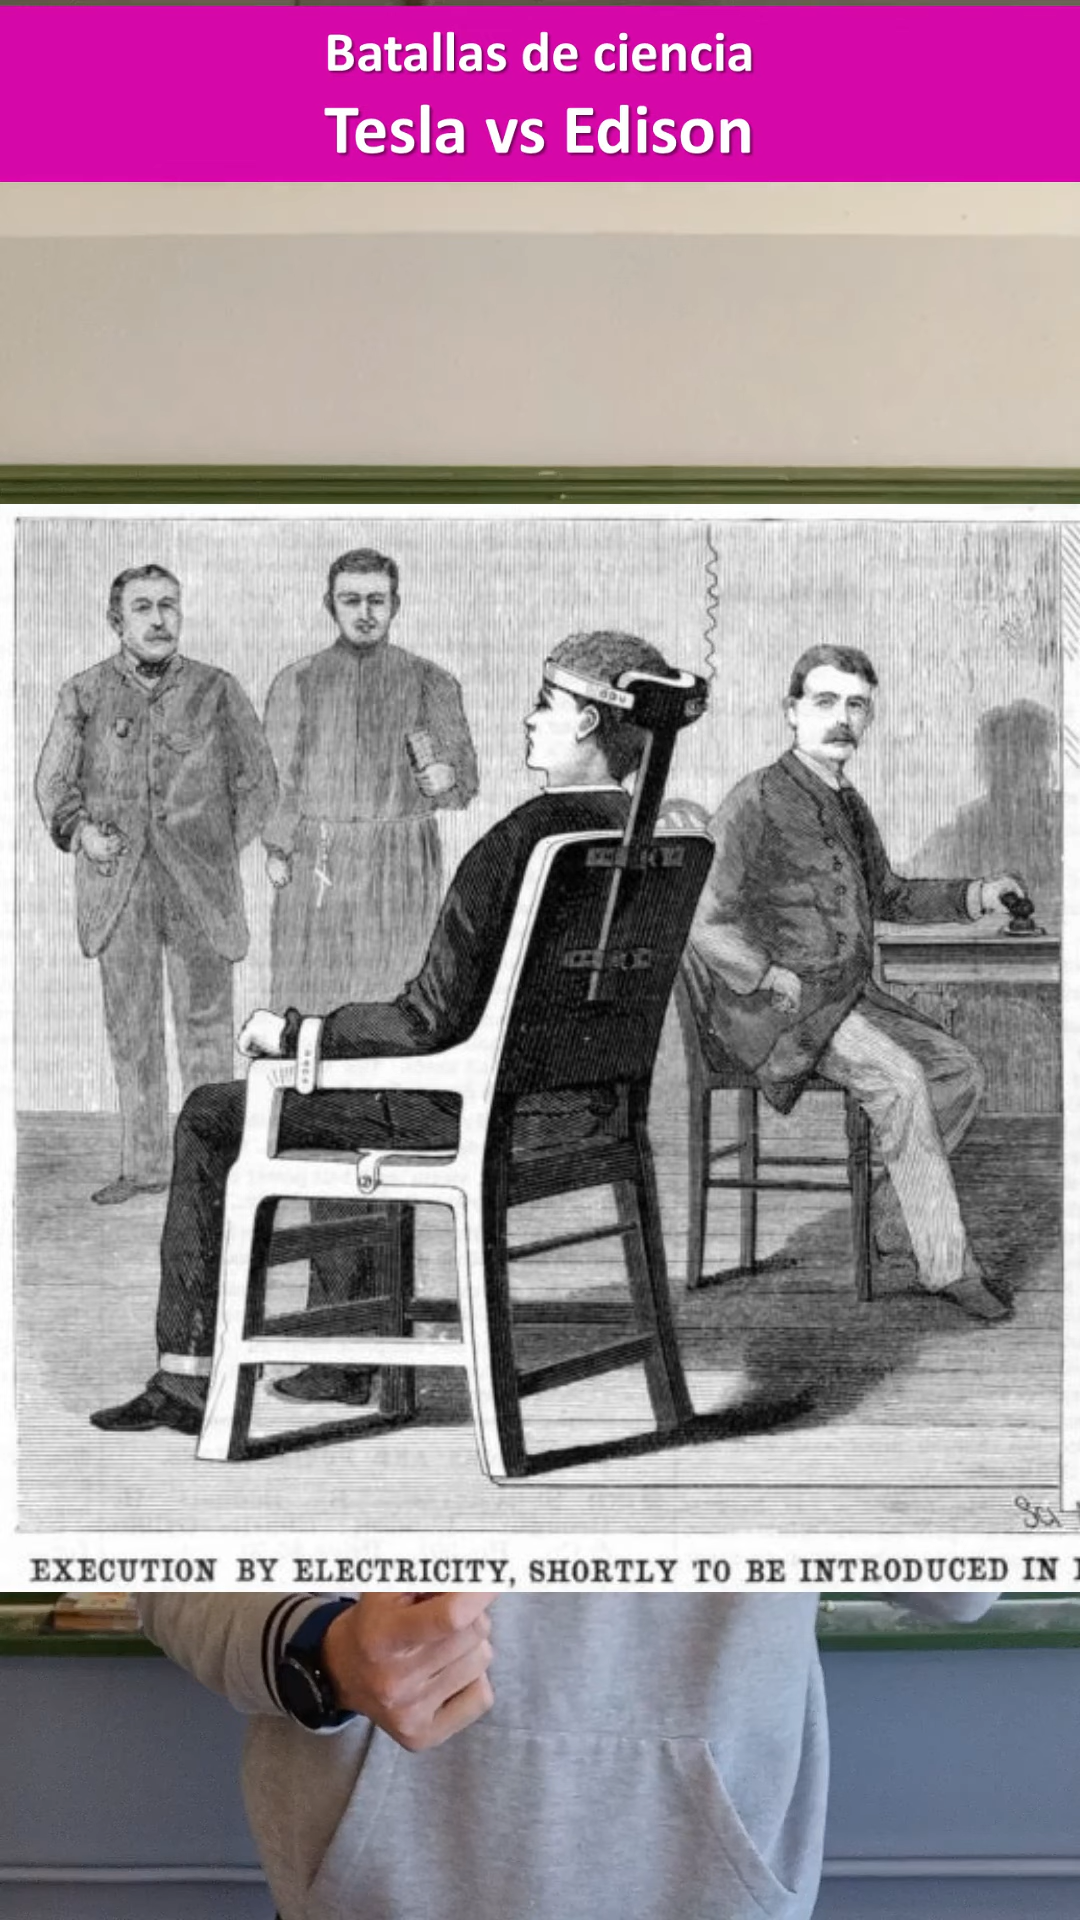 Batallas de ciencia
Tesla vs Edison
EXECUTION BY ELECTRICITY, SHORTLY TO BE INTRODUCED IN